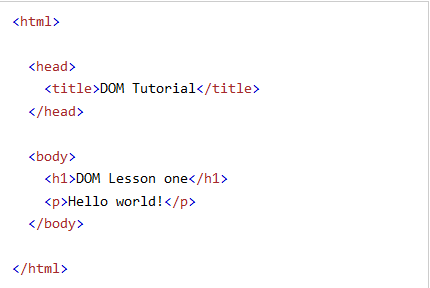 <html>
<head>
<title>DOM Tutorial</title>
</head>
<body>
<h1>DOM Lesson one</h1>
<p>Hello world!</p>
</body>
</html>